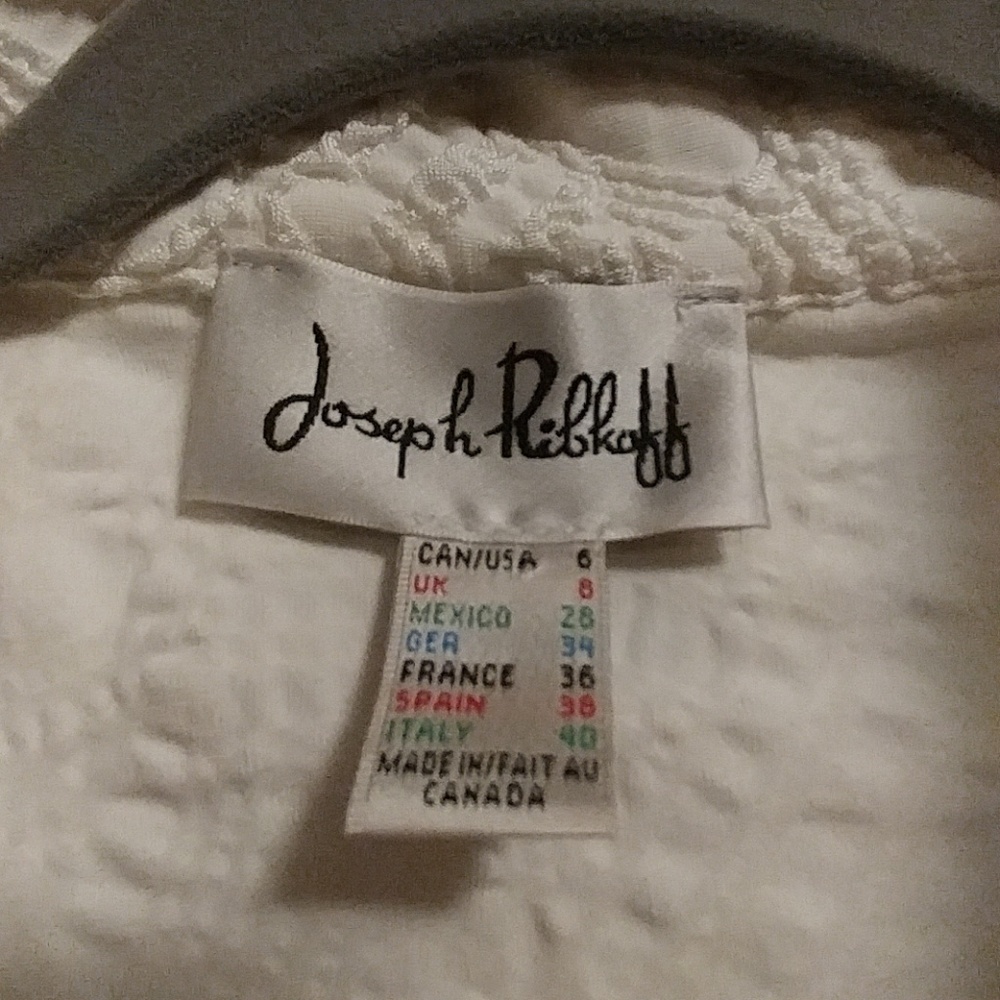 Joseph Ribkoff
CAN/USA 6
UK 8
MEXICO 28
GER 34
FRANCE 36
SPAIN 38
ITALY 40
MADE IN/FAIT AU
CANADA